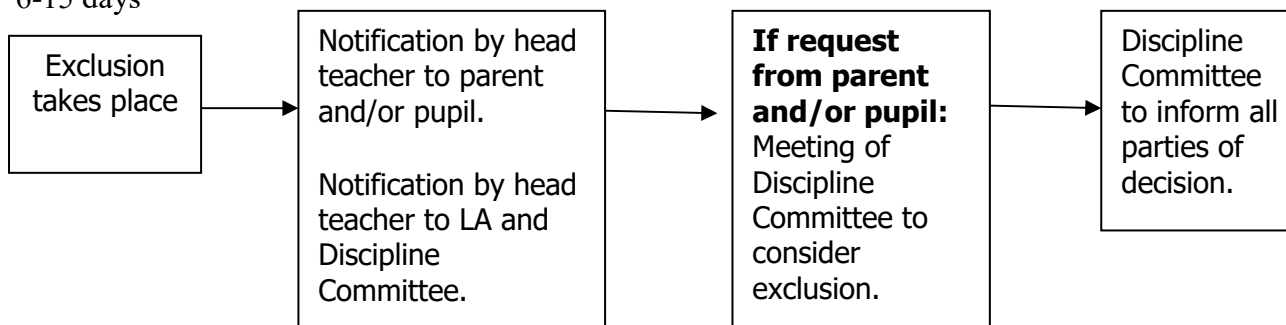 6-15 days
Exclusion
takes place
Notification by head
teacher to parent
and/or pupil.
Notification by head
teacher to LA and
Discipline
Committee.
If request
from parent
and/or pupil:
Meeting of
Discipline
Committee to
consider
exclusion.
Discipline
Committee
to inform all
parties of
decision.